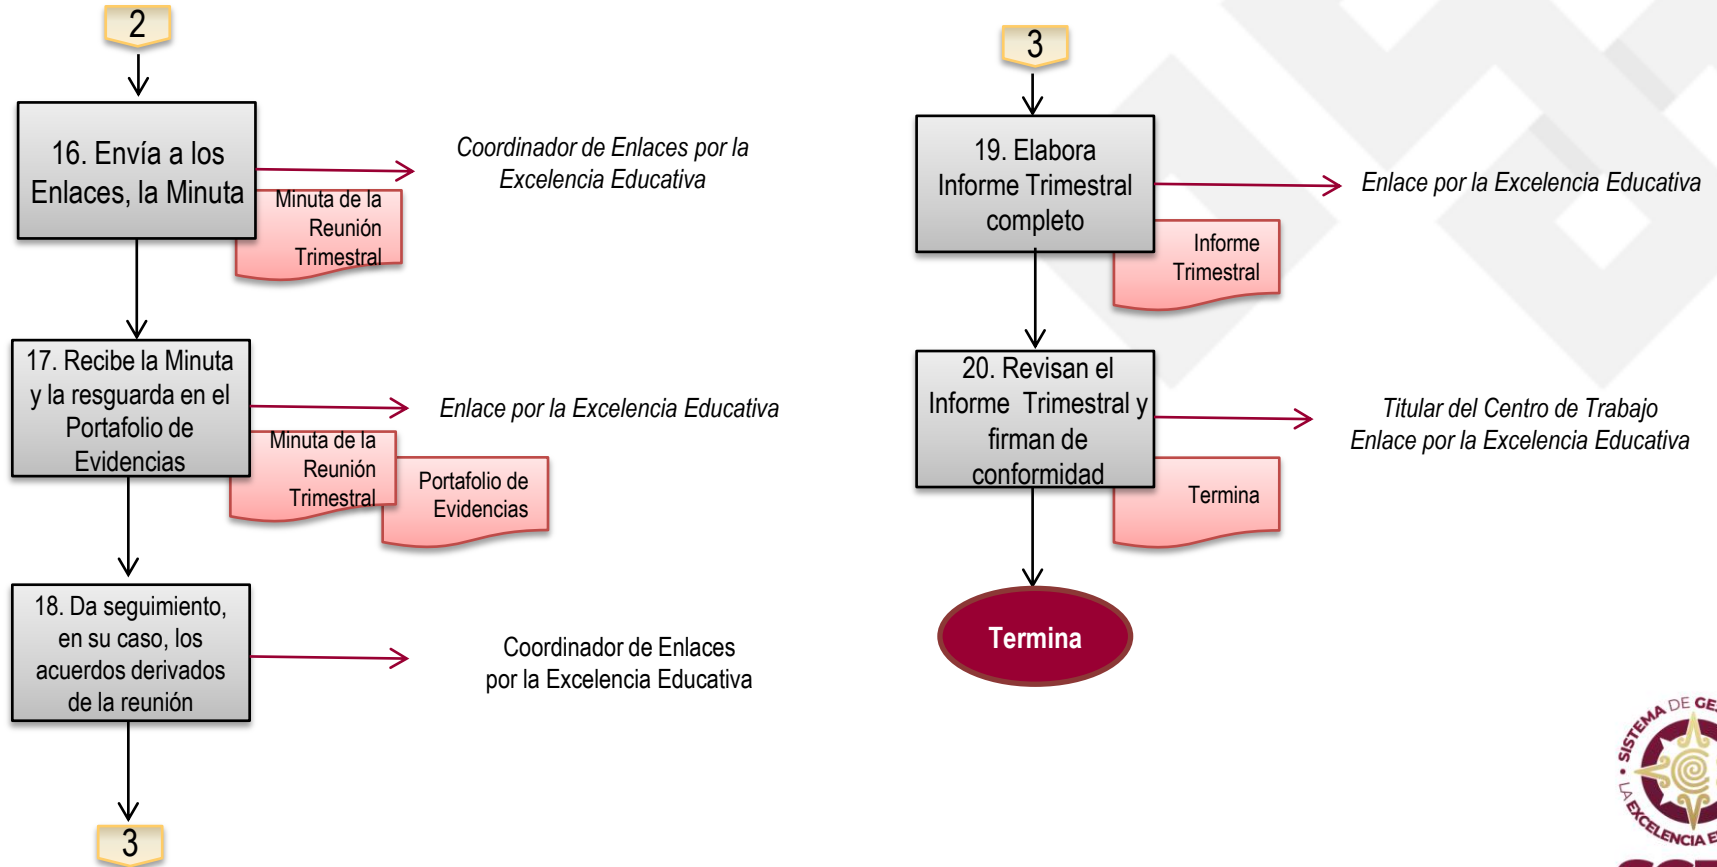 2
16. Envía a los
Enlaces, la Minuta
Coordinador de Enlaces por la
Excelencia Educativa
Minuta de la
Reunión
Trimestral
17. Recibe la Minuta
y la resguarda en el
Portafolio de
Evidencias
Enlace por la Excelencia Educativa
Minuta de la
Reunión
Trimestral
Portafolio de
Evidencias
18. Da seguimiento,
en su caso, los
acuerdos derivados
de la reunión
Coordinador de Enlaces
por la Excelencia Educativa
3
3
19. Elabora
Informe Trimestral
completo
Enlace por la Excelencia Educativa
Informe
Trimestral
20. Revisan el
Informe Trimestral y
firman de
conformidad
Titular del Centro de Trabajo
Enlace por la Excelencia Educativa
Termina
Termina
SISTEMA DE GES
LA EXCELENCIA E